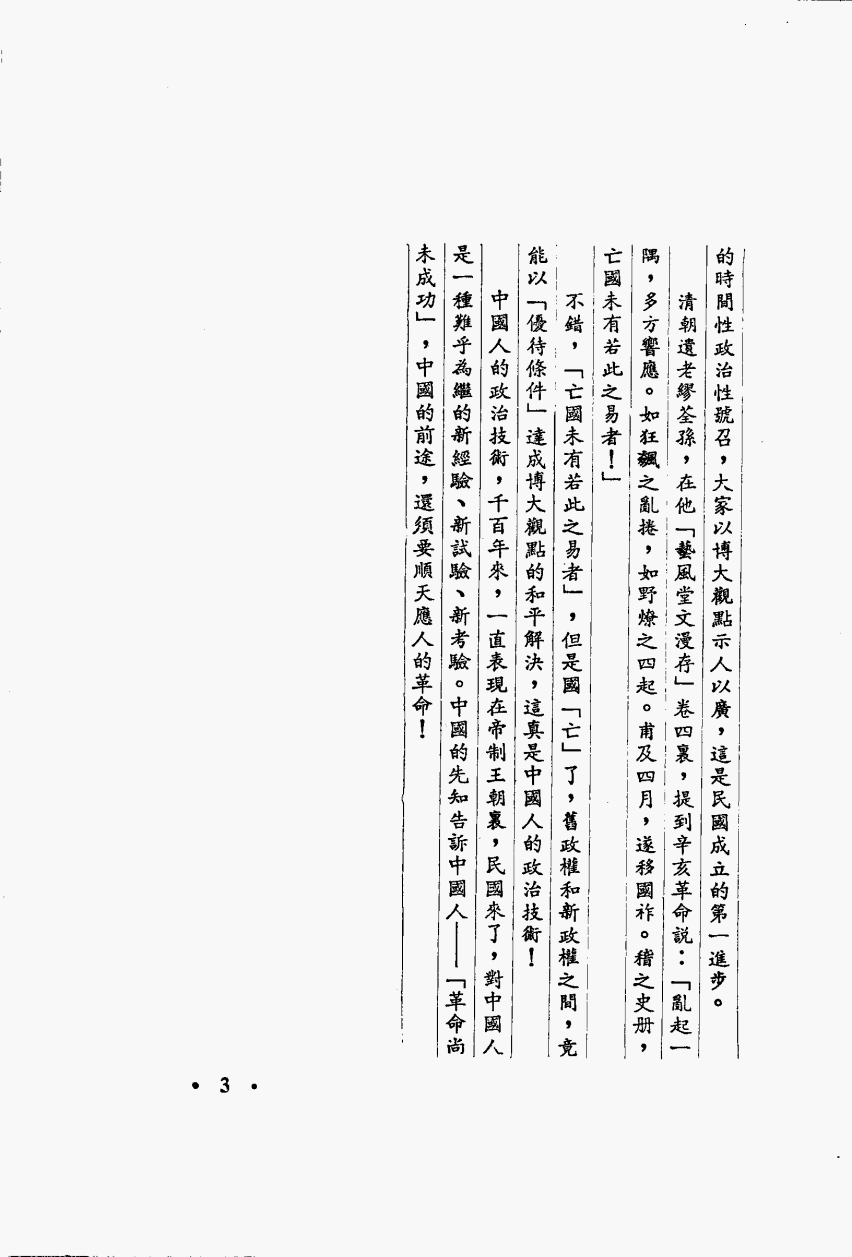 的時間性政治性號召，大家以博大觀點示人以廣，這是民國成立的第一進步。
清朝遺老繆荃孫，在他「藝風堂文漫存」卷四裏，提到辛亥革命說：「亂起一
隅，多方響應。如狂飆之亂捲，如野燎之四起。甫及四月，遂移國祚。稽之史册，
亡國未有若此之易者！」
不錯，「亡國未有若此之易者」，但是國「亡」了，舊政權和新政權之間，竟
能以「優待條件」達成博大觀點的和平解決，這真是中國人的政治技術！
中國人的政治技術，千百年來，一直表現在帝制王朝裏，民國來了，對中國人
是一種難乎為繼的新經驗、新試驗、新考驗。中國的先知告訴中國人——「革命尚
未成功」，中國的前途，還須要順天應人的革命！
• 3 •